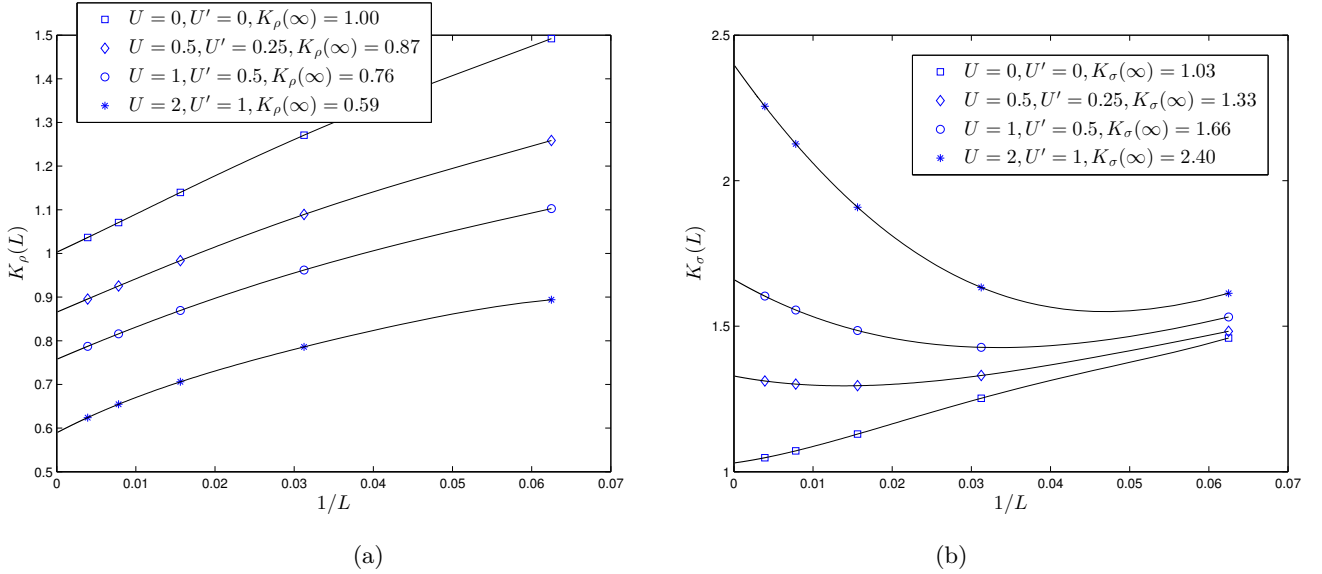 U = 0, U′ = 0, K_ρ(∞) = 1.00
U = 0.5, U′ = 0.25, K_ρ(∞) = 0.87
U = 1, U′ = 0.5, K_ρ(∞) = 0.76
U = 2, U′ = 1, K_ρ(∞) = 0.59
1.5
1.4
1.3
1.2
1.1
1
0.9
0.8
0.7
0.6
0.5
K_ρ(L)
0 0.01 0.02 0.03 0.04 0.05 0.06 0.07
1/L
(a)
U = 0, U′ = 0, K_σ(∞) = 1.03
U = 0.5, U′ = 0.25, K_σ(∞) = 1.33
U = 1, U′ = 0.5, K_σ(∞) = 1.66
U = 2, U′ = 1, K_σ(∞) = 2.40
2.5
2
1.5
1
K_σ(L)
0 0.01 0.02 0.03 0.04 0.05 0.06 0.07
1/L
(b)